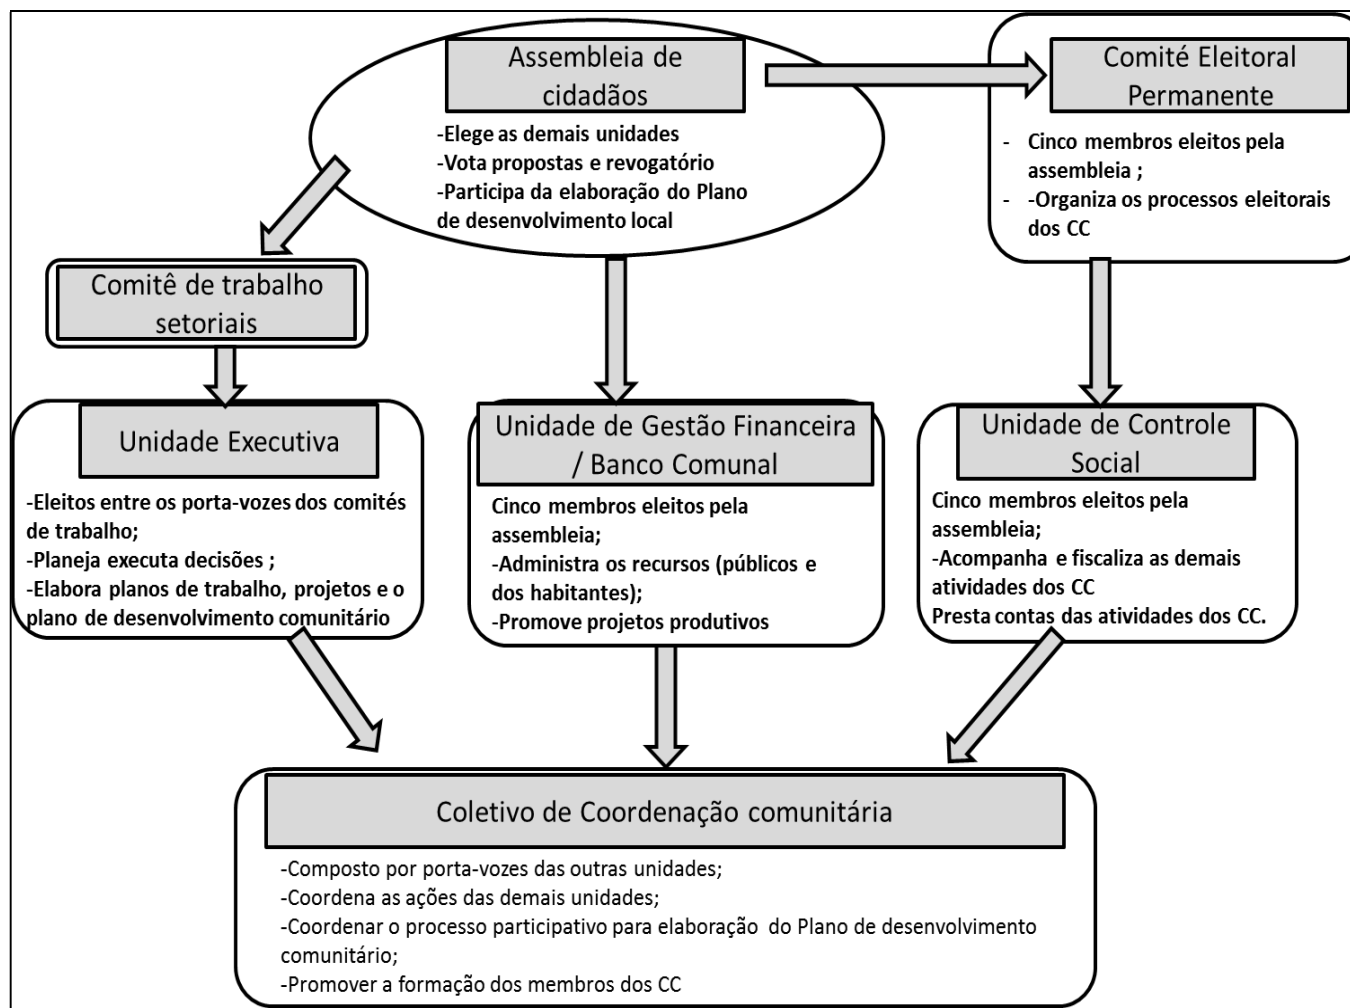 Assembleia de
cidadãos
-Elege as demais unidades
-Vota propostas e revogatório
-Participa da elaboração do Plano
de desenvolvimento local
Comité Eleitoral
Permanente
- Cinco membros eleitos pela
assembleia ;
- -Organiza os processos eleitorais
dos CC
Comitê de trabalho
setoriais
Unidade Executiva
-Eleitos entre os porta-vozes dos comités
de trabalho;
-Planeja executa decisões ;
-Elabora planos de trabalho, projetos e o
plano de desenvolvimento comunitário
Unidade de Gestão Financeira
/ Banco Comunal
Cinco membros eleitos pela
assembleia;
-Administra os recursos (públicos e
dos habitantes);
-Promove projetos produtivos
Unidade de Controle
Social
Cinco membros eleitos pela
assembleia;
-Acompanha e fiscaliza as demais
atividades dos CC
Presta contas das atividades dos CC.
Coletivo de Coordenação comunitária
-Composto por porta-vozes das outras unidades;
-Coordena as ações das demais unidades;
-Coordenar o processo participativo para elaboração do Plano de desenvolvimento
comunitário;
-Promover a formação dos membros dos CC